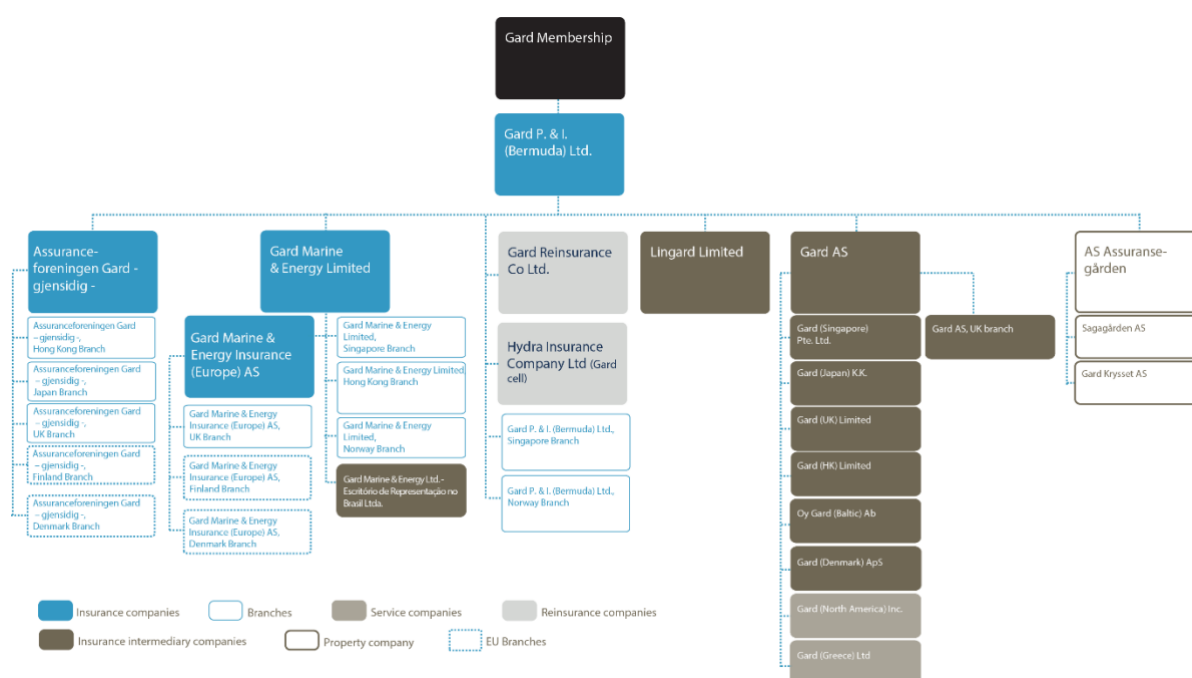 Gard Membership
Gard P. & I.
(Bermuda) Ltd.
Assurance-
foreningen Gard -
gjensidig -
Gard Marine
& Energy Limited
Gard Reinsurance
Co Ltd.
Lingard Limited
Gard AS
AS Assuranse-
gården
Assuranceforeningen Gard
– gjensidig -,
Hong Kong Branch
Assuranceforeningen Gard
– gjensidig -,
Japan Branch
Assuranceforeningen Gard
– gjensidig -,
UK Branch
Assuranceforeningen Gard
– gjensidig -,
Finland Branch
Assuranceforeningen Gard
– gjensidig -,
Denmark Branch
Gard Marine &
Energy Insurance
(Europe) AS
Gard Marine & Energy
Insurance (Europe) AS,
UK Branch
Gard Marine & Energy
Insurance (Europe) AS,
Finland Branch
Gard Marine & Energy
Insurance (Europe) AS,
Denmark Branch
Gard Marine & Energy
Limited,
Singapore Branch
Gard Marine & Energy Limited,
Hong Kong Branch
Gard Marine & Energy
Limited,
Norway Branch
Gard Marine & Energy Ltd.-
Escritório de Representação no
Brasil Ltda.
Hydra Insurance
Company Ltd (Gard
cell)
Gard P. & I. (Bermuda) Ltd.,
Singapore Branch
Gard P. & I. (Bermuda) Ltd.,
Norway Branch
Gard (Singapore)
Pte. Ltd.
Gard (Japan) K.K.
Gard (UK) Limited
Gard (HK) Limited
Oy Gard (Baltic) Ab
Gard (Denmark) ApS
Gard (North America) Inc.
Gard (Greece) Ltd
Gard AS, UK branch
Sagagården AS
Gard Krysset AS
Insurance companies
Branches
Service companies
Reinsurance companies
Insurance intermediary companies
Property company
EU Branches